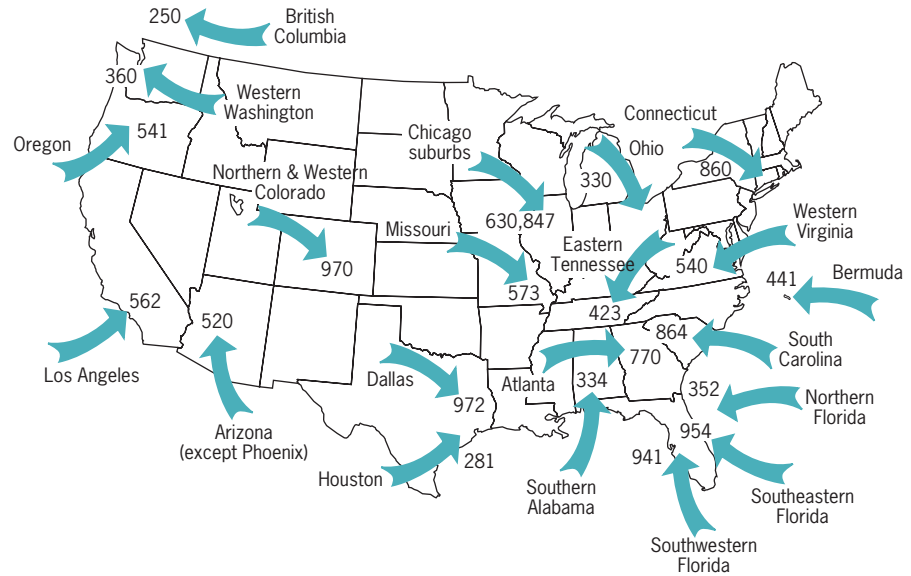 250
British
Columbia
360
Western
Washington
Oregon
541
Northern & Western
Colorado
970
Chicago
suburbs
630,847
Missouri
573
Ohio
330
Connecticut
860
Eastern
Tennessee
423
540
Western
Virginia
441
Bermuda
562
Los Angeles
520
Arizona
(except Phoenix)
Dallas
972
Houston
281
Atlanta
770
334
Southern
Alabama
864
South
Carolina
352
Northern
Florida
954
Southeastern
Florida
941
Southwestern
Florida